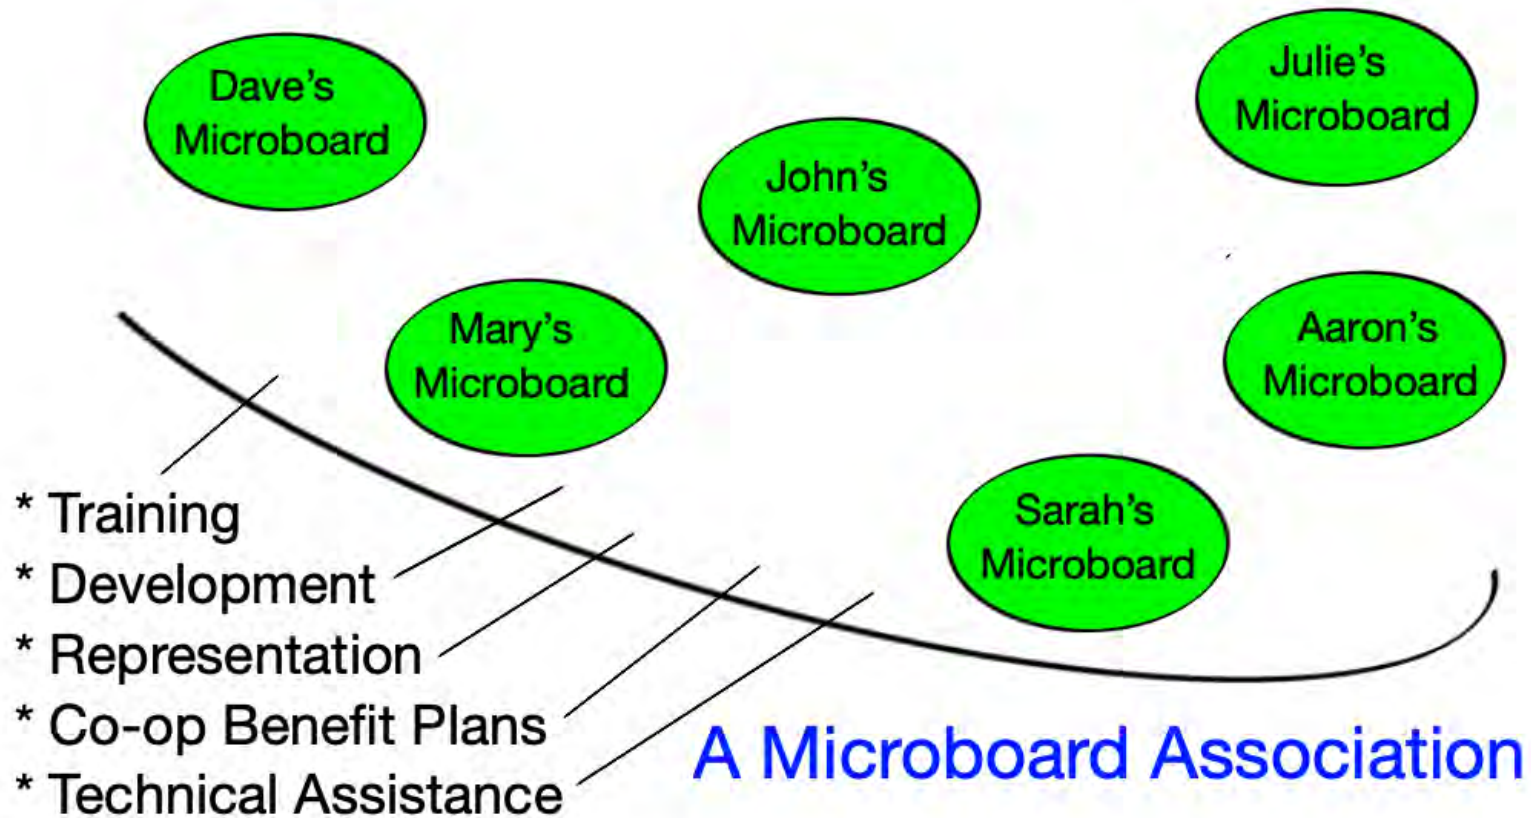 Dave's
Microboard
Julie's
Microboard
John's
Microboard
Mary's
Microboard
Aaron's
Microboard
Sarah's
Microboard
* Training
* Development
* Representation
* Co-op Benefit Plans
* Technical Assistance
A Microboard Association